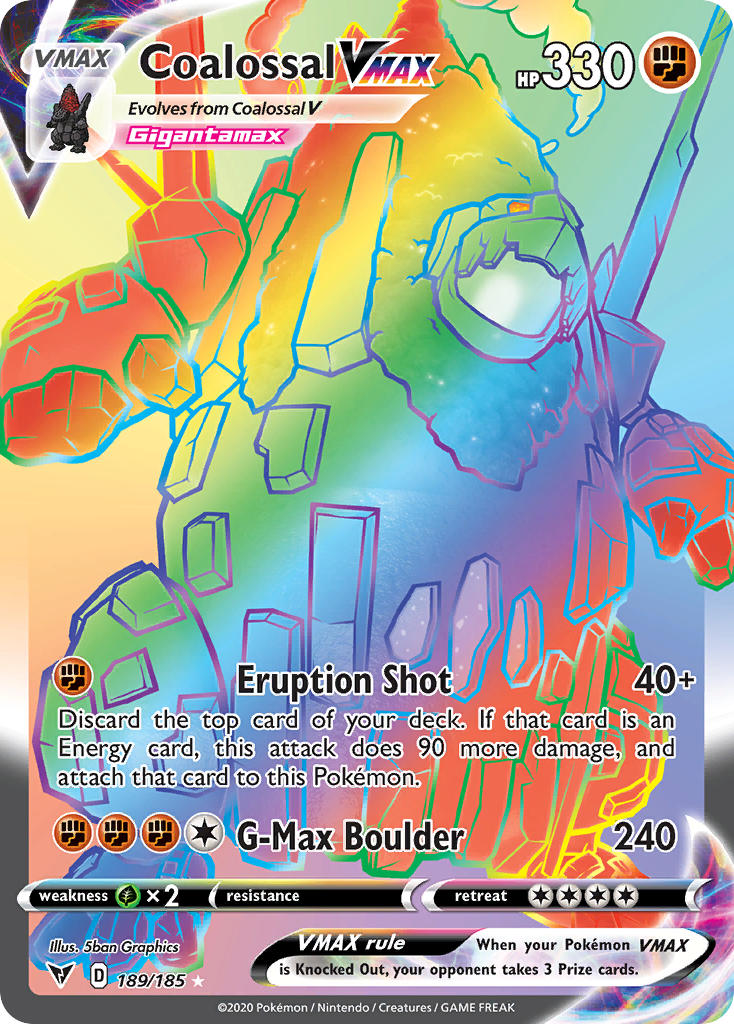 VMAX
Coalossal VMAX
HP 330
Evolves from Coalossal V
Gigantamax
Eruption Shot 40+
Discard the top card of your deck. If that card is an
Energy card, this attack does 90 more damage, and
attach that card to this Pokémon.
G-Max Boulder 240
weakness ×2 resistance retreat
Illus. 5ban Graphics
VMAX rule When your Pokémon VMAX
is Knocked Out, your opponent takes 3 Prize cards.
D 189/185
©2020 Pokémon / Nintendo / Creatures / GAME FREAK